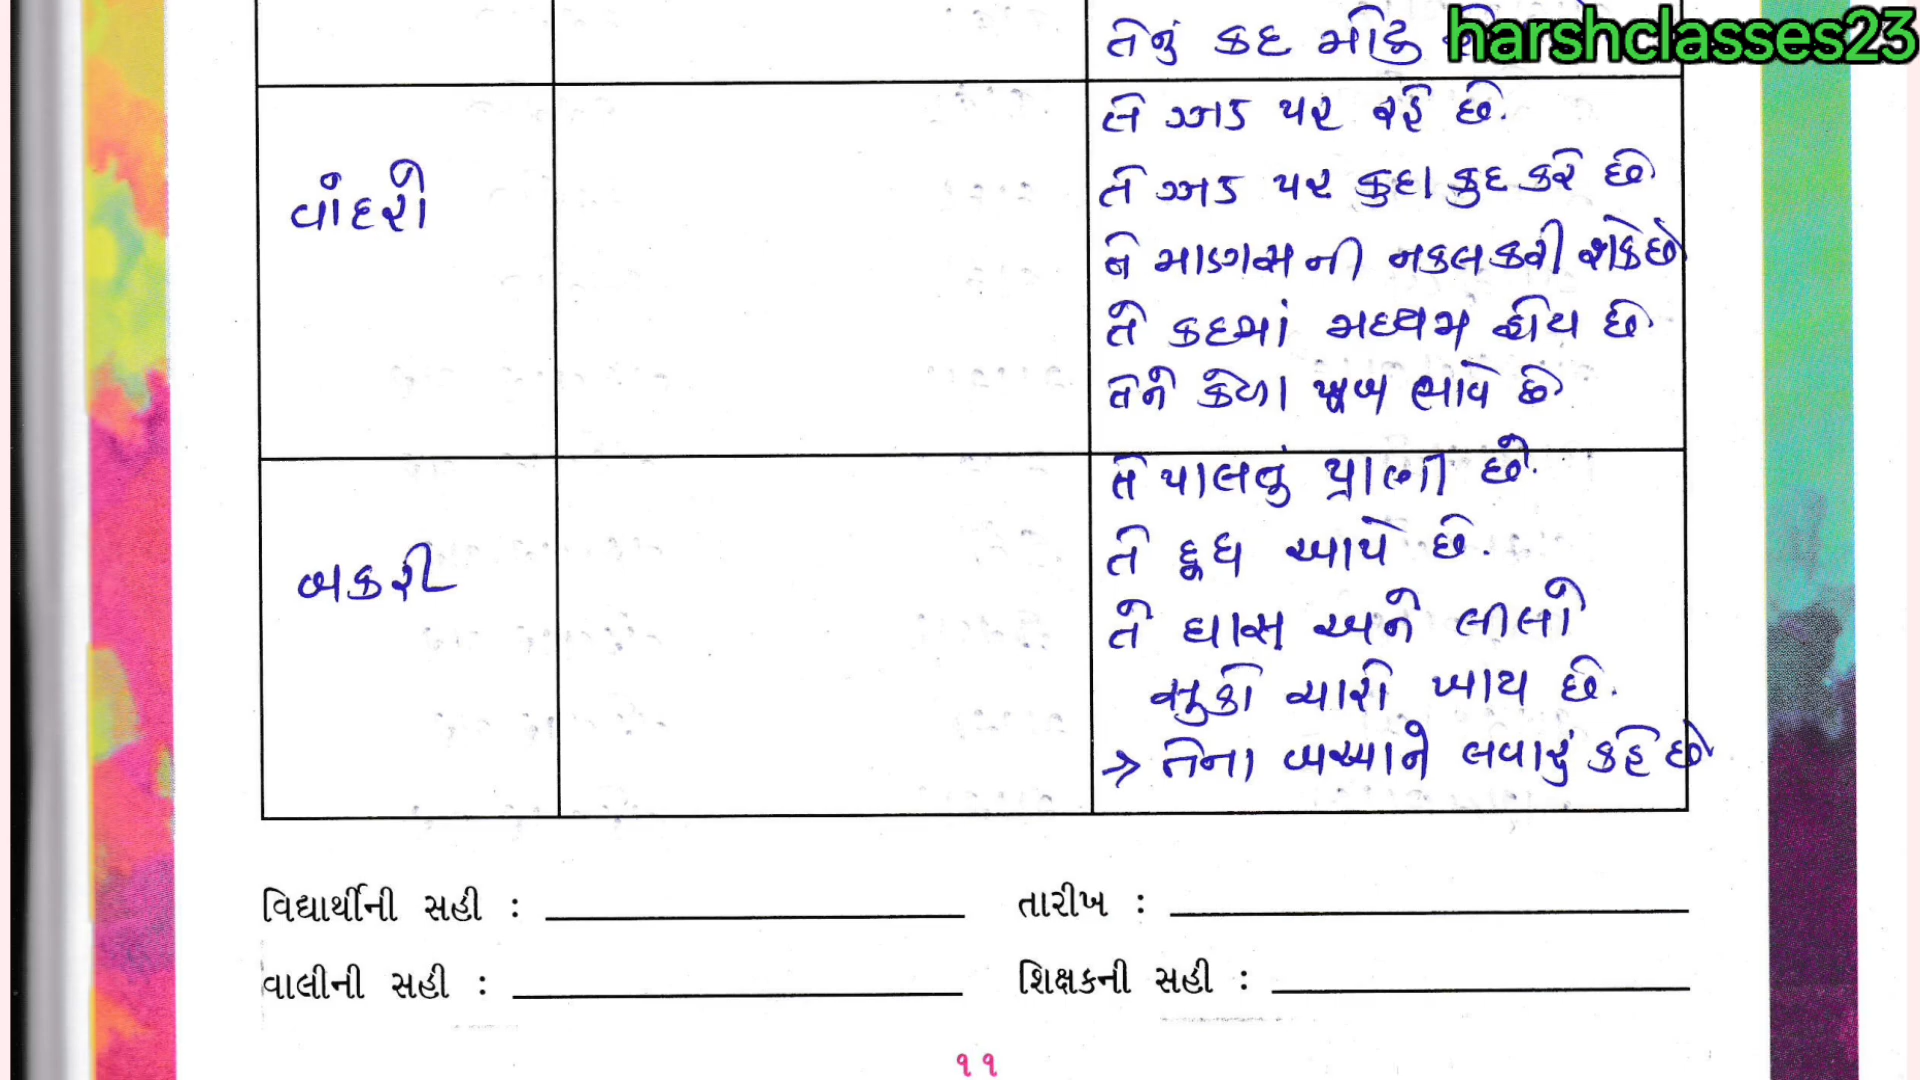 તેનું કદ મોટુ
harshclasses23
તે ઝાડ પર રહે છે.
તે ઝાડ પર કુદાકુદ કરે છે
વાંદરો
તે માણસની નકલ કરી શકે છે
તે કદમાં મધ્યમ હોય છે
તેને કેળા ખૂબ ભાવે છે
તે પાલતુ પ્રાણી છે.
તે દૂધ આપે છે.
બકરી
તે ઘાસ અને લીલો
સુકો ચારો ખાય છે.
→ તેના બચ્ચાને લવારું કહે છે
વિદ્યાર્થીની સહી : તારીખ :
વાલીની સહી : શિક્ષકની સહી :
૧૧